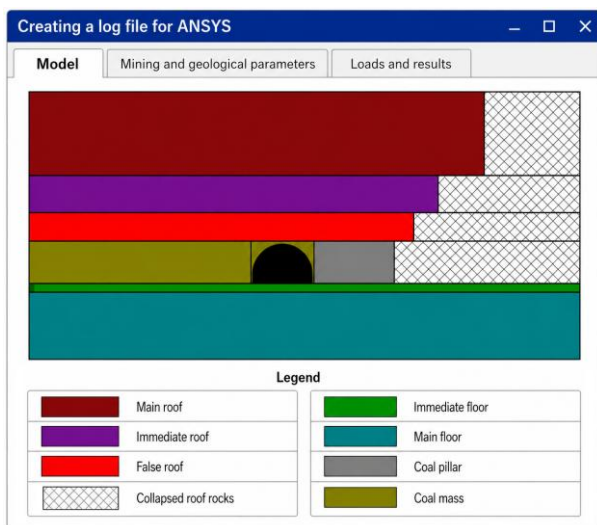 Creating a log file for ANSYS
Model
Mining and geological parameters
Loads and results
Legend
Main roof
Immediate roof
False roof
Collapsed roof rocks
Immediate floor
Main floor
Coal pillar
Coal mass